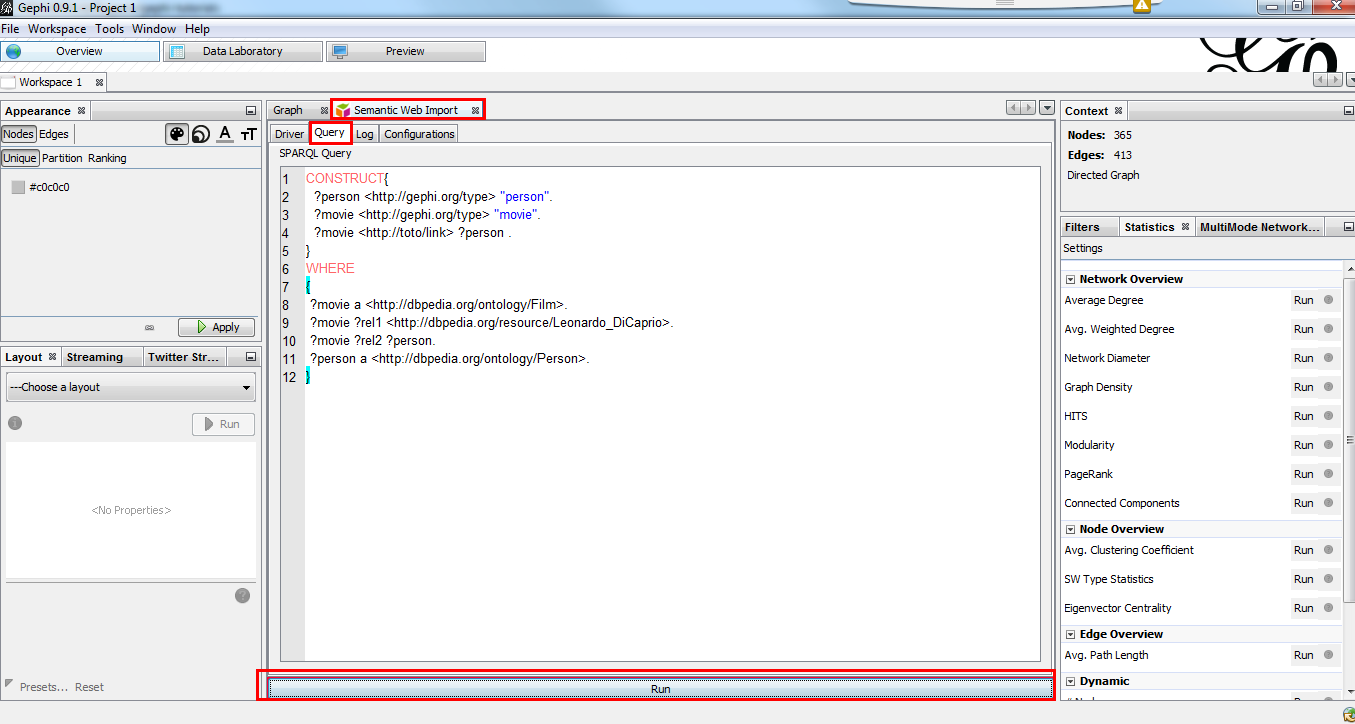 Gephi 0.9.1 - Project 1
File Workspace Tools Window Help
Overview Data Laboratory Preview
Workspace 1
Appearance
Nodes Edges
Unique Partition Ranking
#c0c0c0
Apply
Layout Streaming Twitter Str...
---Choose a layout
Run
<No Properties>
Presets... Reset
Graph Semantic Web Import
Driver Query Log Configurations
SPARQL Query
1 CONSTRUCT{
2 ?person <http://gephi.org/type> "person".
3 ?movie <http://gephi.org/type> "movie".
4 ?movie <http://toto/link> ?person .
5 }
6 WHERE
7 {
8 ?movie a <http://dbpedia.org/ontology/Film>.
9 ?movie ?rel1 <http://dbpedia.org/resource/Leonardo_DiCaprio>.
10 ?movie ?rel2 ?person.
11 ?person a <http://dbpedia.org/ontology/Person>.
12 }
Run
Context
Nodes: 365
Edges: 413
Directed Graph
Filters Statistics MultiMode Network...
Settings
Network Overview
Average Degree Run
Avg. Weighted Degree Run
Network Diameter Run
Graph Density Run
HITS Run
Modularity Run
PageRank Run
Connected Components Run
Node Overview
Avg. Clustering Coefficient Run
SW Type Statistics Run
Eigenvector Centrality Run
Edge Overview
Avg. Path Length Run
Dynamic